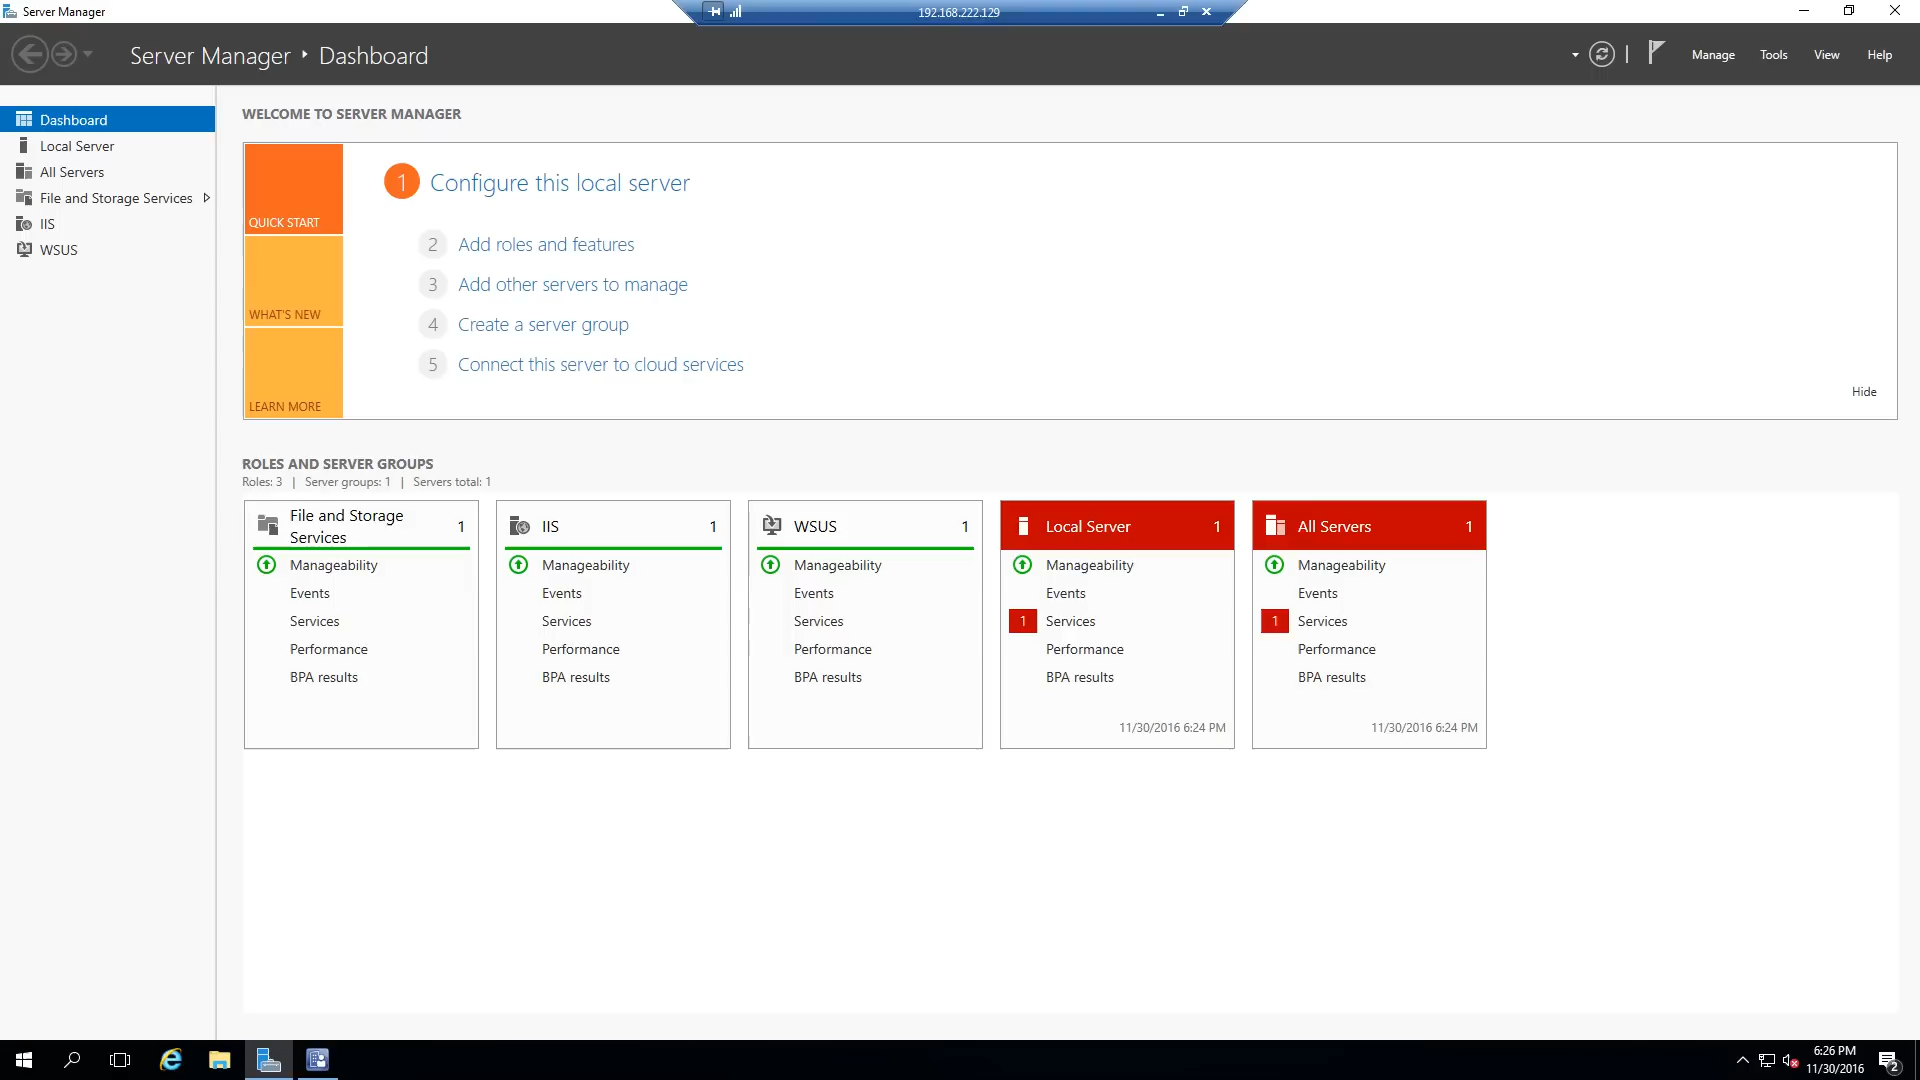 Server Manager
192.168.222.129
Server Manager Dashboard
Manage Tools View Help
Dashboard
Local Server
All Servers
File and Storage Services
IIS
WSUS
WELCOME TO SERVER MANAGER
QUICK START
WHAT'S NEW
LEARN MORE
1 Configure this local server
2 Add roles and features
3 Add other servers to manage
4 Create a server group
5 Connect this server to cloud services
Hide
ROLES AND SERVER GROUPS
Roles: 3 | Server groups: 1 | Servers total: 1
File and Storage
Services
1
Manageability
Events
Services
Performance
BPA results
IIS 1
Manageability
Events
Services
Performance
BPA results
WSUS 1
Manageability
Events
Services
Performance
BPA results
Local Server 1
Manageability
Events
1 Services
Performance
BPA results
11/30/2016 6:24 PM
All Servers 1
Manageability
Events
1 Services
Performance
BPA results
11/30/2016 6:24 PM
6:26 PM
11/30/2016
2